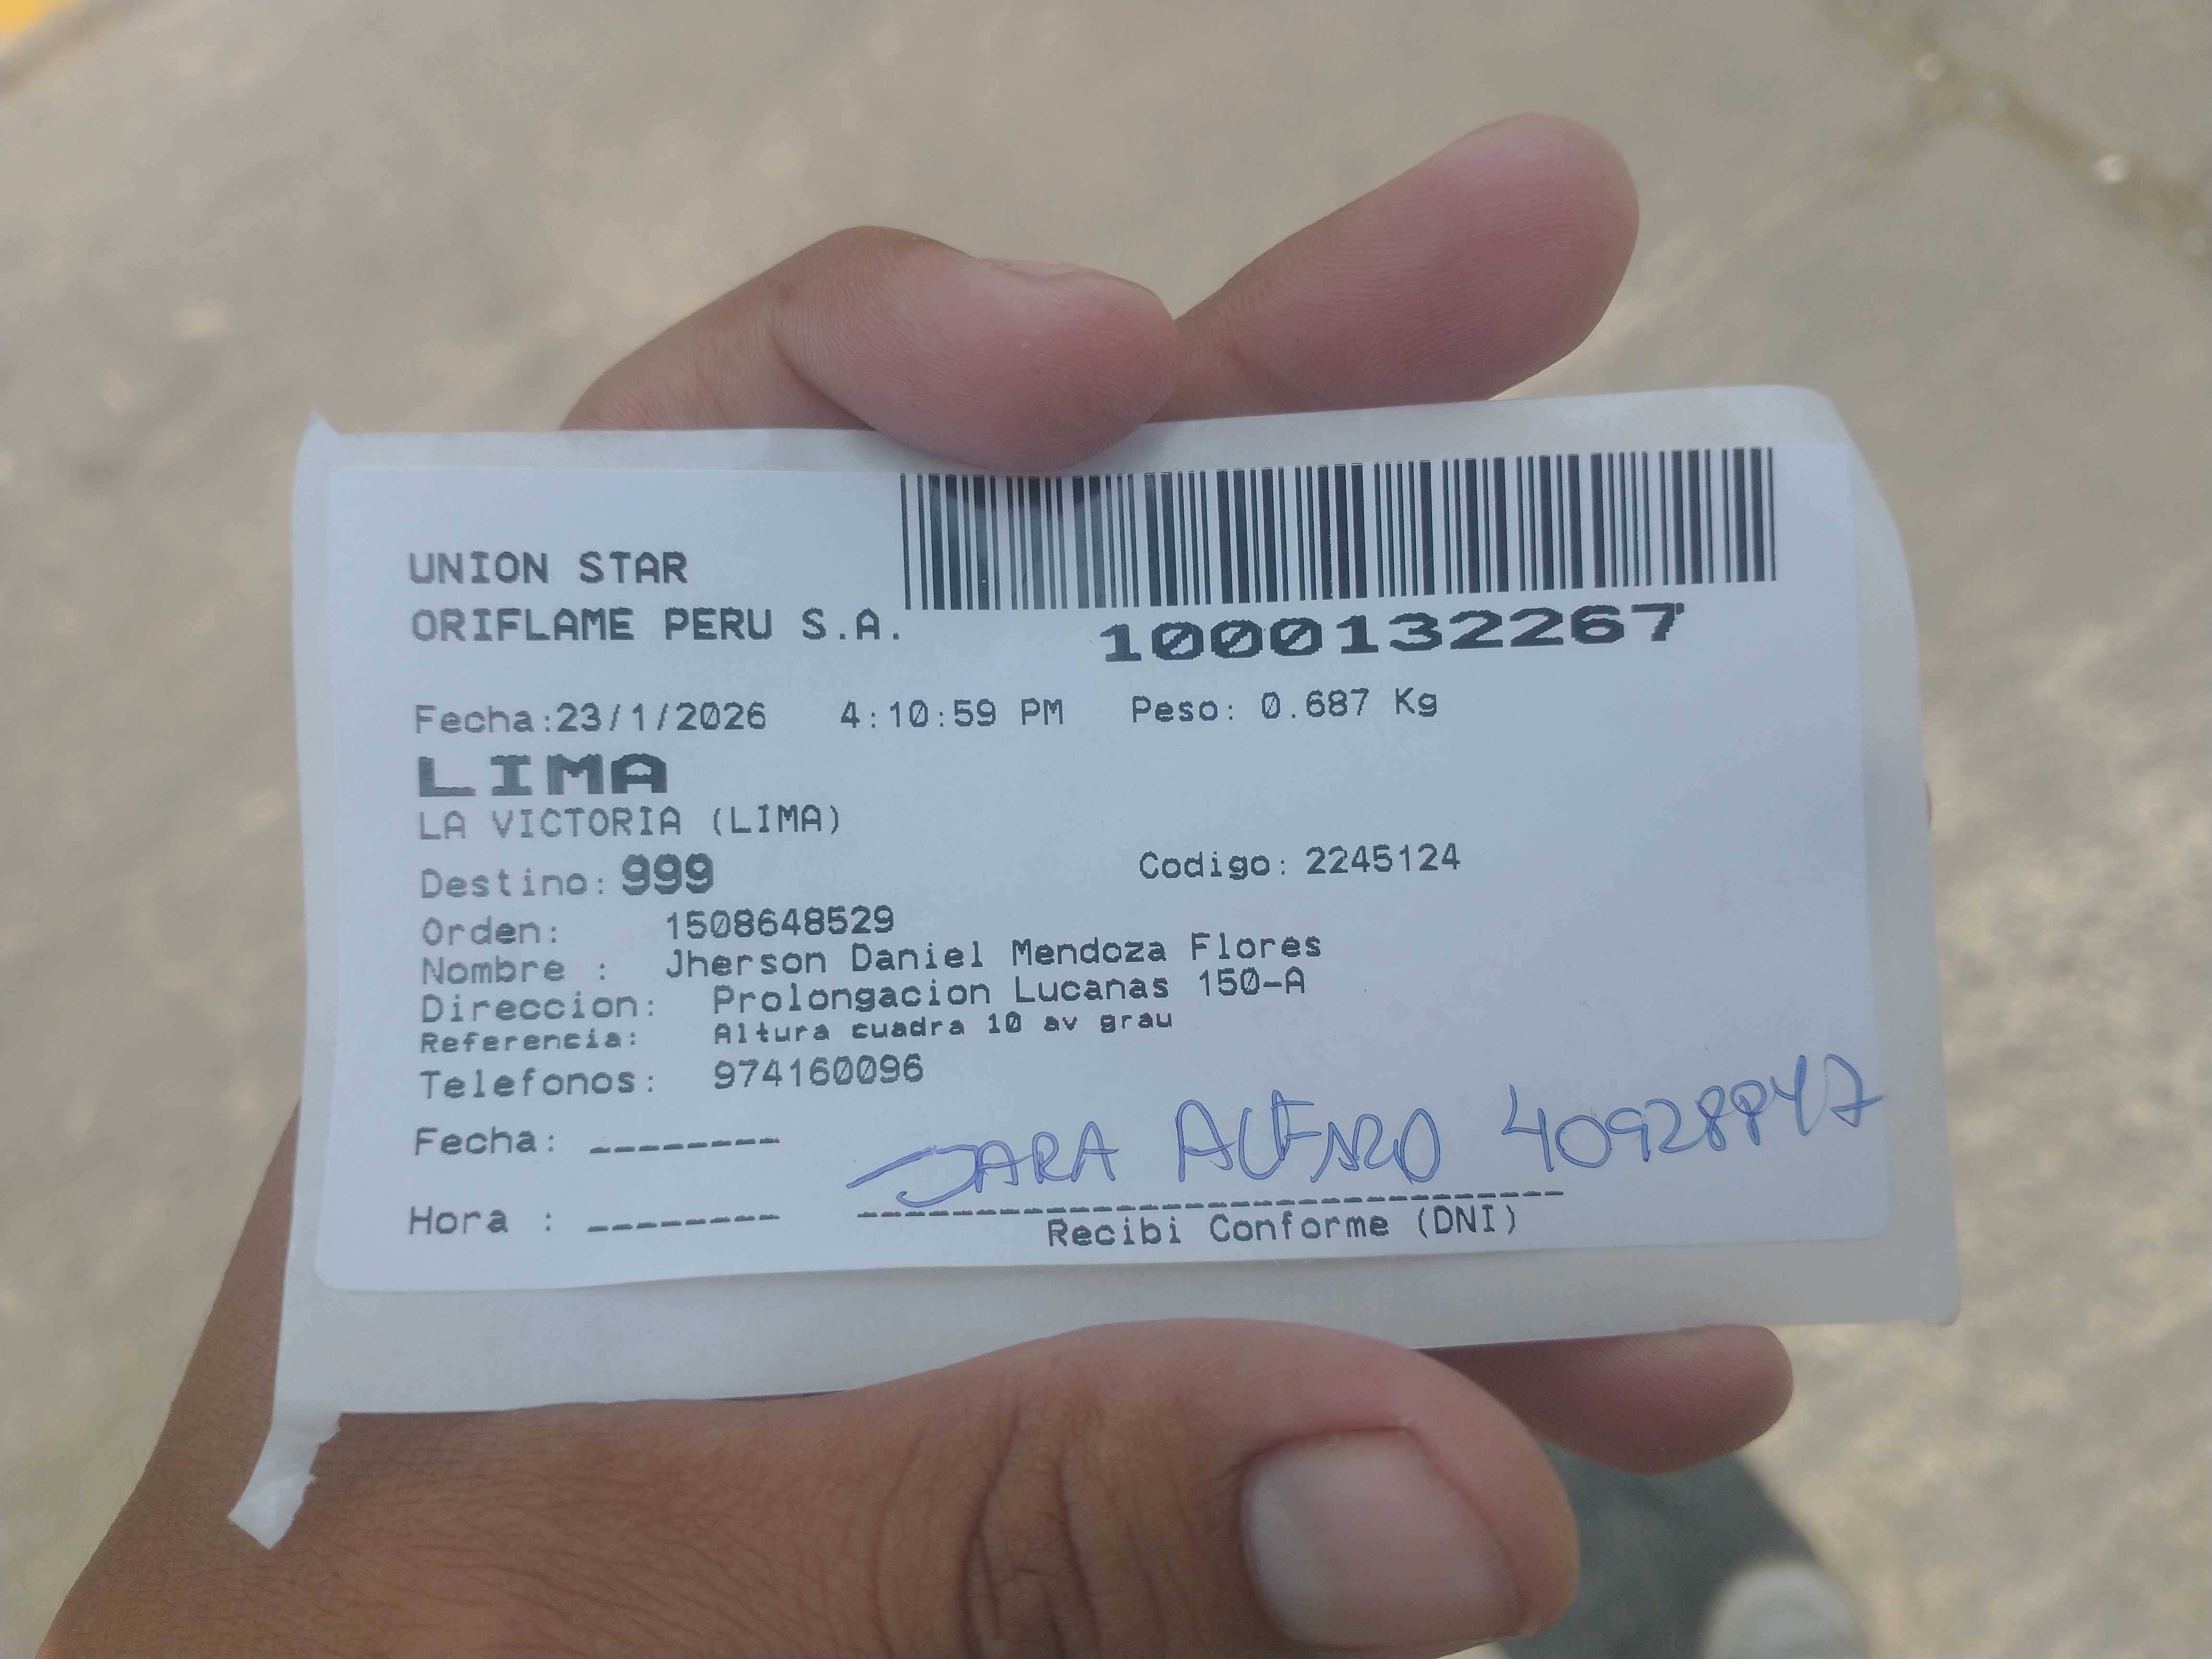 UNION STAR
ORIFLAME PERU S.A.
1000132267
Fecha:23/1/2026 4:10:59 PM Peso: 0.687 Kg
LIMA
LA VICTORIA (LIMA)
Destino: 999 Codigo: 2245124
Orden: 1508648529
Nombre : Jherson Daniel Mendoza Flores
Direccion: Prolongacion Lucanas 150-A
Referencia: Altura cuadra 10 av grau
Telefonos: 974160096
Fecha: --------
JARA
Hora : --------
Recibi Conforme (DNI)